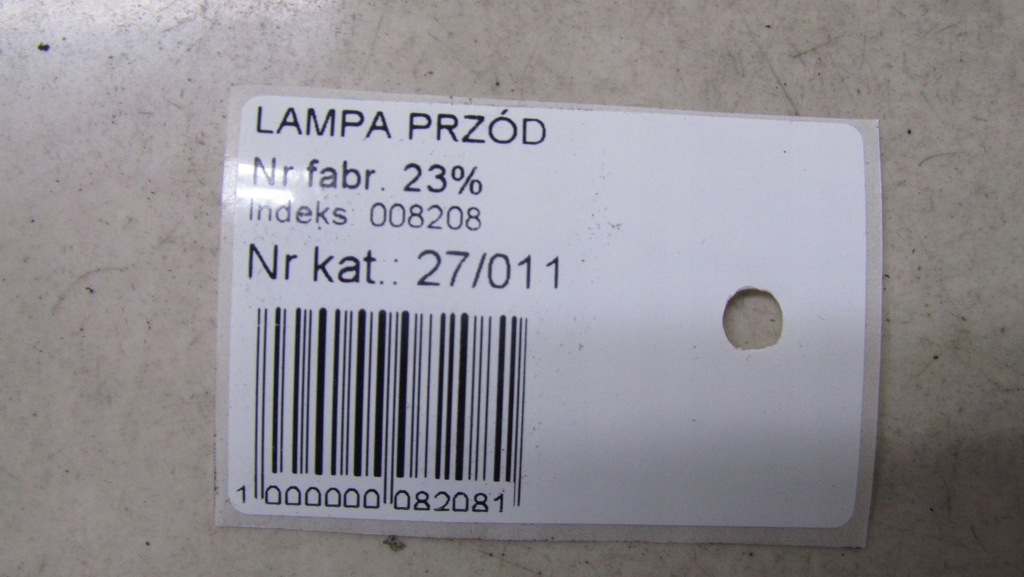 LAMPA PRZÓD
Nr fabr. 23%
Indeks: 008208
Nr kat.: 27/011
1 000000 082081